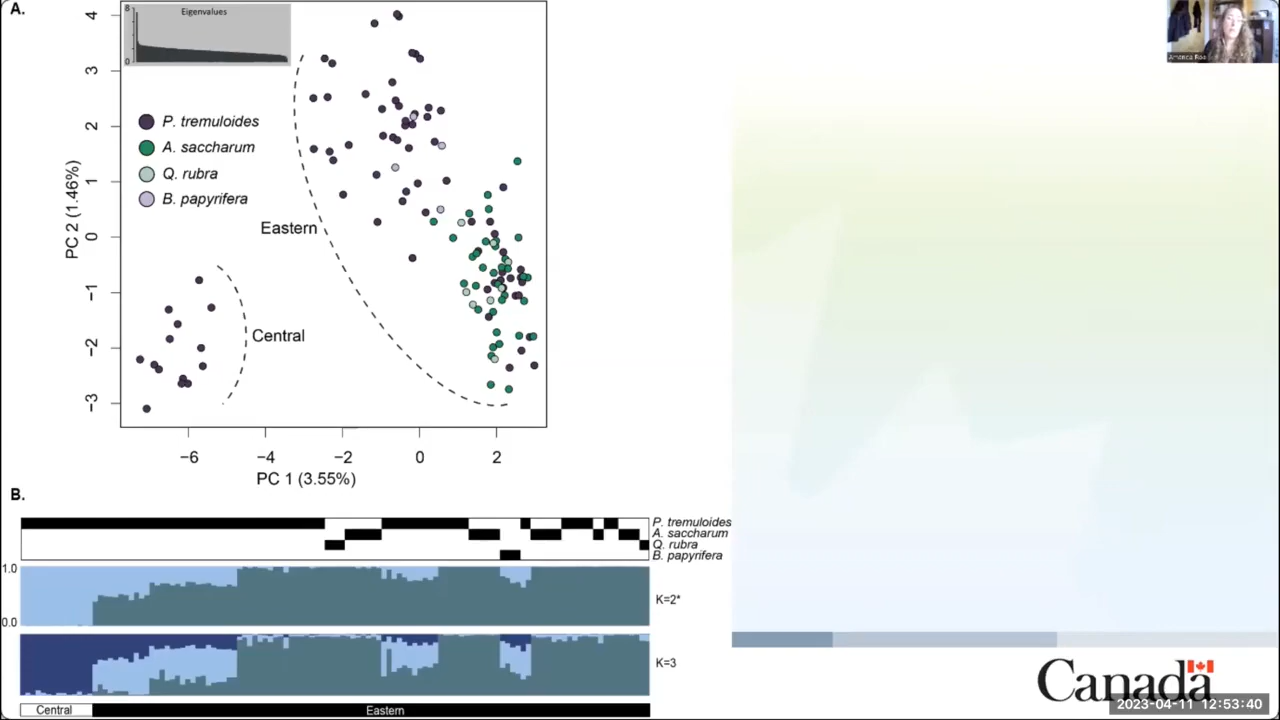 A.
8
Eigenvalues
0
P. tremuloides
A. saccharum
Q. rubra
B. papyrifera
Eastern
Central
PC 2 (1.46%)
4
3
2
1
0
−1
−2
−3
−6
−4
−2
0
2
PC 1 (3.55%)
B.
P. tremuloides
A. saccharum
Q. rubra
B. papyrifera
1.0
0.0
K=2*
K=3
Central
Eastern
Canada
2023-04-11 12:53:40